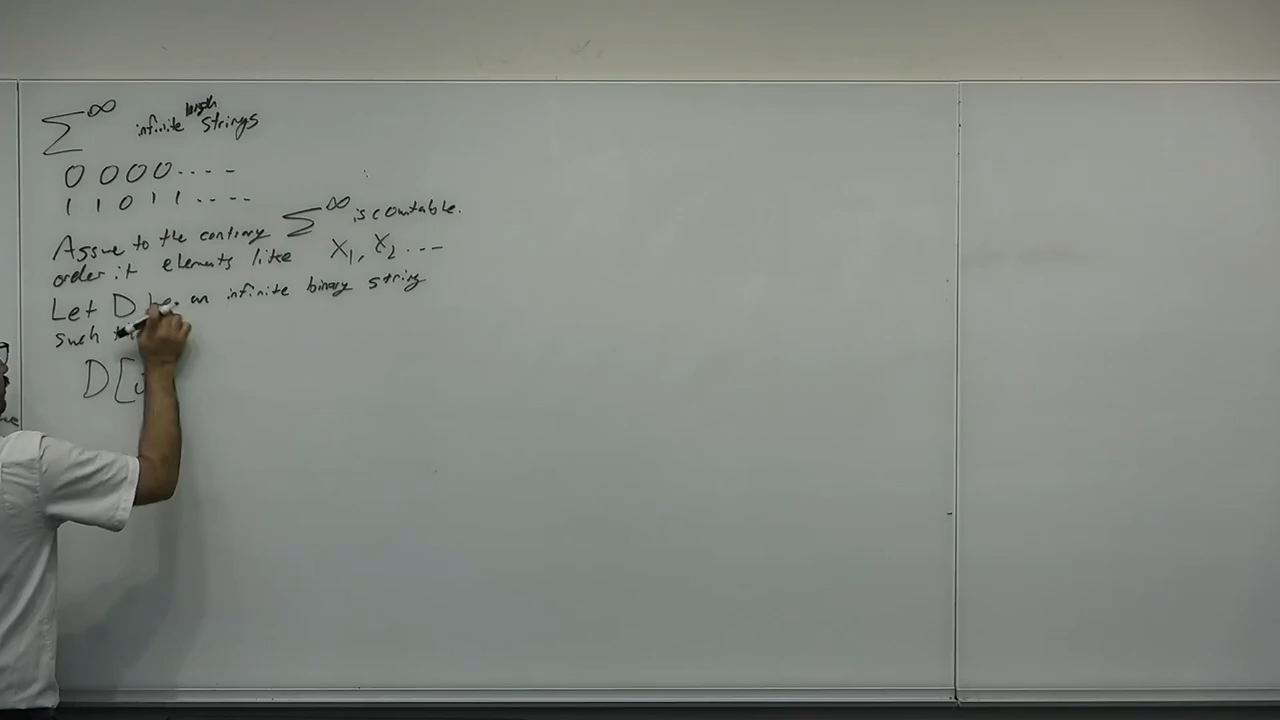 Σ^∞ infinite length strings
0 0 0 0 ....
1 1 0 1 1 ....
Assue to the contrary Σ^∞ is countable.
order it elements like X₁, X₂ ...
Let D be an infinite binary string
such
D[i